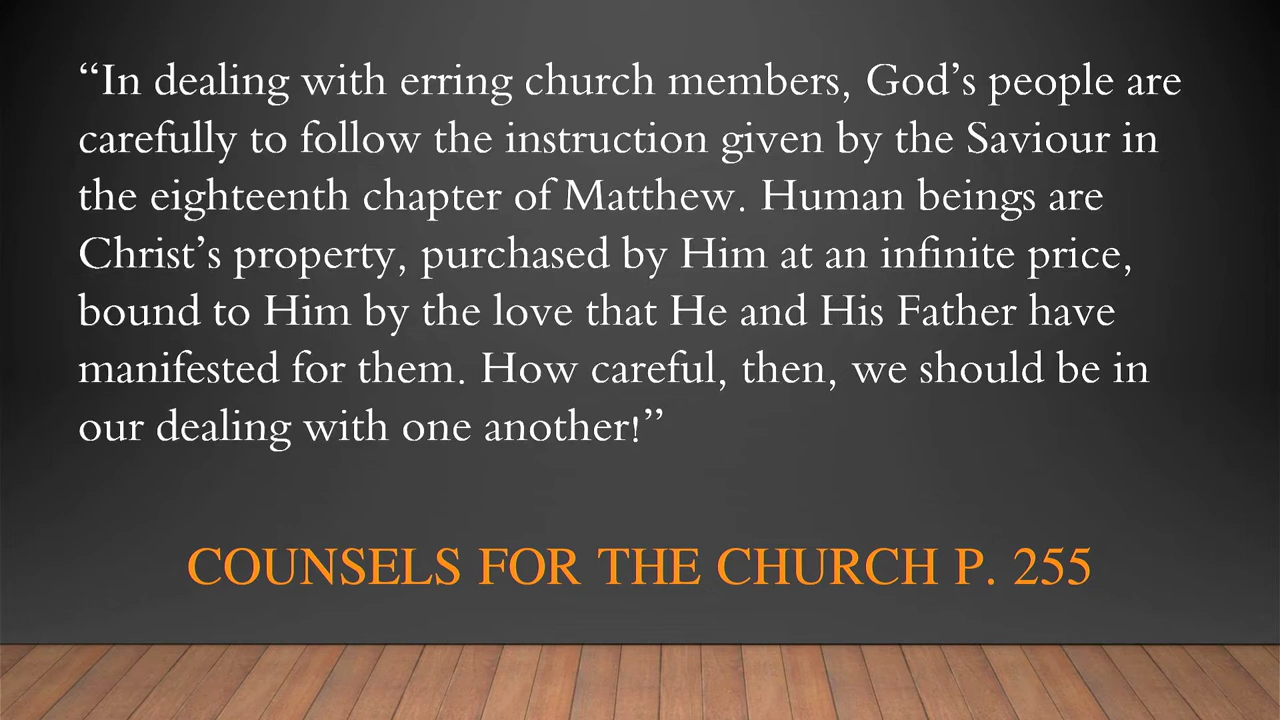 “In dealing with erring church members, God’s people are
carefully to follow the instruction given by the Saviour in
the eighteenth chapter of Matthew. Human beings are
Christ’s property, purchased by Him at an infinite price,
bound to Him by the love that He and His Father have
manifested for them. How careful, then, we should be in
our dealing with one another!”
COUNSELS FOR THE CHURCH P. 255